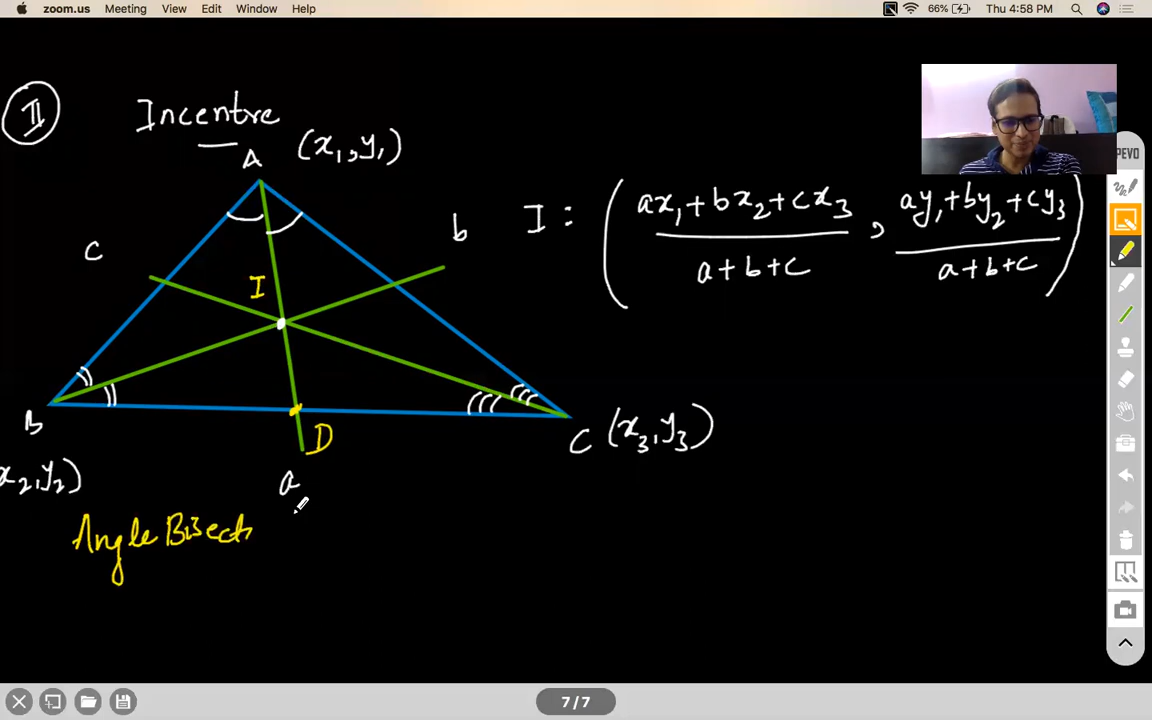 zoom.us Meeting View Edit Window Help
66% Thu 4:58 PM
II Incentre
A (x₁,y₁)
c b
I : ( ax₁+bx₂+cx₃ / a+b+c , ay₁+by₂+cy₃ / a+b+c )
I
B D C (x₃,y₃)
x₂,y₂) a
Angle Bisect
EPEVO
7/7